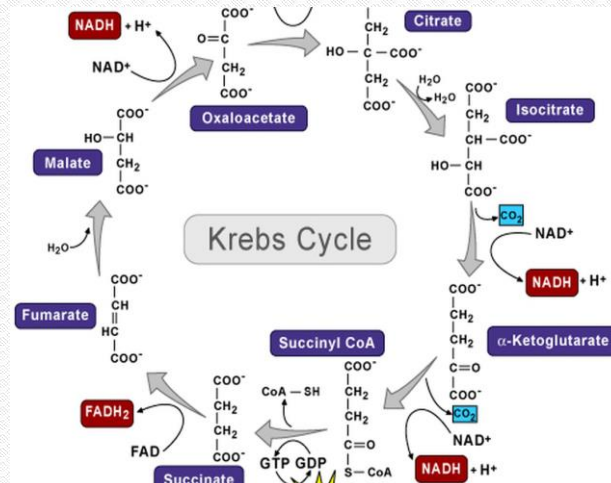 COO⁻
O=C
CH₂
COO⁻
Oxaloacetate
NADH + H⁺
NAD+
CH₂
HO—C—COO⁻
CH₂
COO⁻
Citrate
H₂O
H₂O
Isocitrate
COO⁻
CH₂
CH—COO⁻
HO—CH
COO⁻
CO₂
NAD+
NADH + H⁺
COO⁻
CH₂
CH₂
C=O
COO⁻
α-Ketoglutarate
CO₂
NAD+
NADH + H⁺
Succinyl CoA
COO⁻
CH₂
CH₂
C=O
S—CoA
CoA—SH
GTP GDP
COO⁻
CH₂
CH₂
COO⁻
Succinate
FADH₂
FAD
Fumarate
COO⁻
CH
HC
COO⁻
H₂O
Malate
COO⁻
HO—CH
CH₂
COO⁻
Krebs Cycle